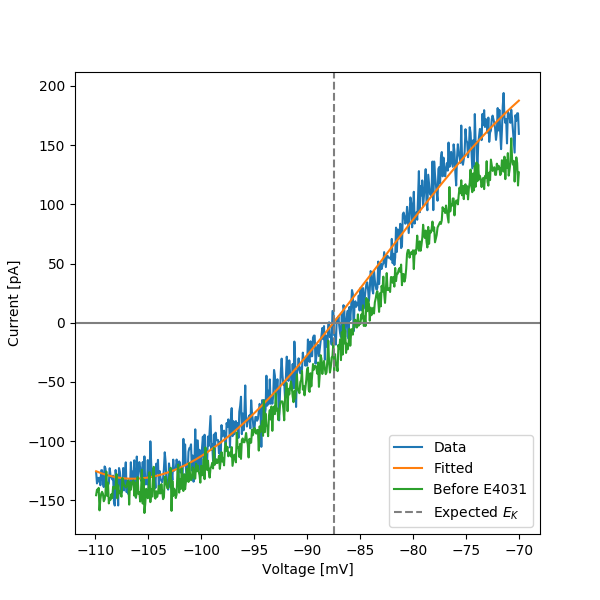 200
150
100
50
0
−50
−100
−150
Current [pA]
−110 −105 −100 −95 −90 −85 −80 −75 −70
Voltage [mV]
Data
Fitted
Before E4031
Expected E_K